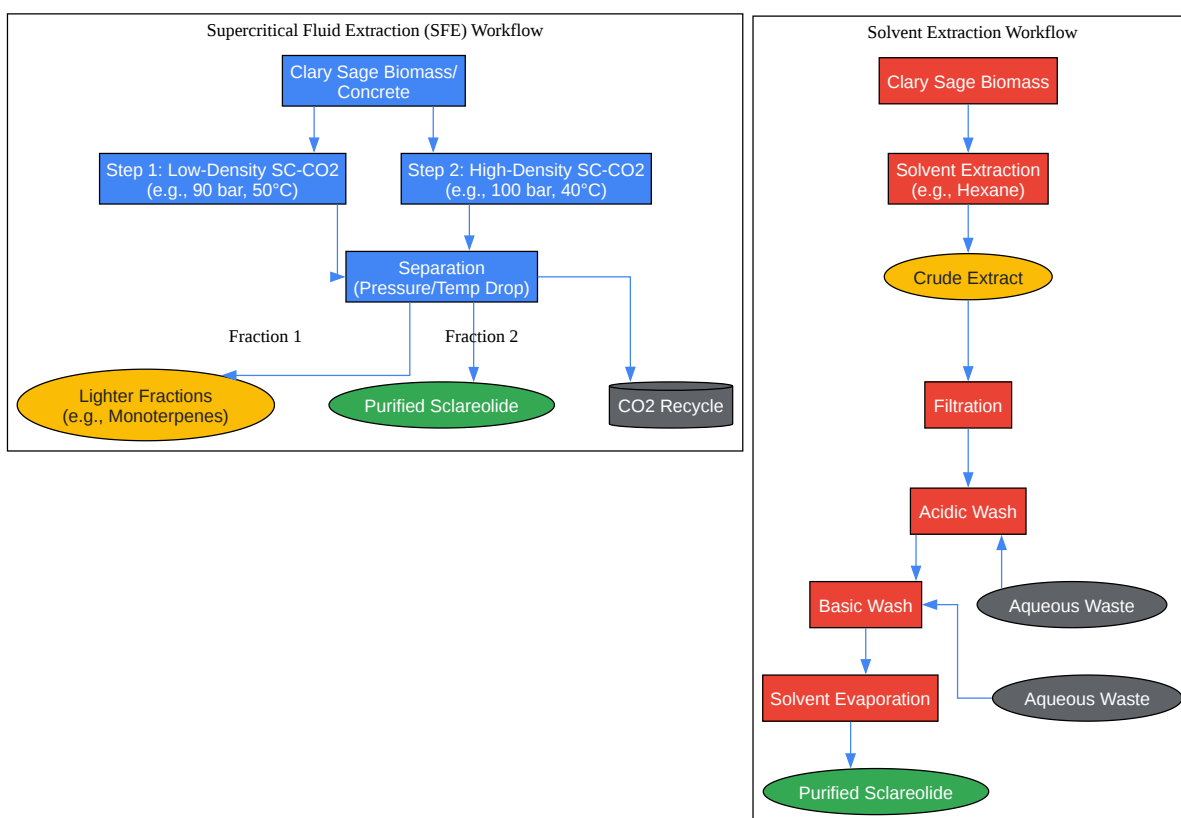 Supercritical Fluid Extraction (SFE) Workflow
Clary Sage Biomass/
Concrete
Step 1: Low-Density SC-CO2
(e.g., 90 bar, 50°C)
Step 2: High-Density SC-CO2
(e.g., 100 bar, 40°C)
Separation
(Pressure/Temp Drop)
Fraction 1
Fraction 2
Lighter Fractions
(e.g., Monoterpenes)
Purified Sclareolide
CO2 Recycle
Solvent Extraction Workflow
Clary Sage Biomass
Solvent Extraction
(e.g., Hexane)
Crude Extract
Filtration
Acidic Wash
Basic Wash
Aqueous Waste
Solvent Evaporation
Aqueous Waste
Purified Sclareolide